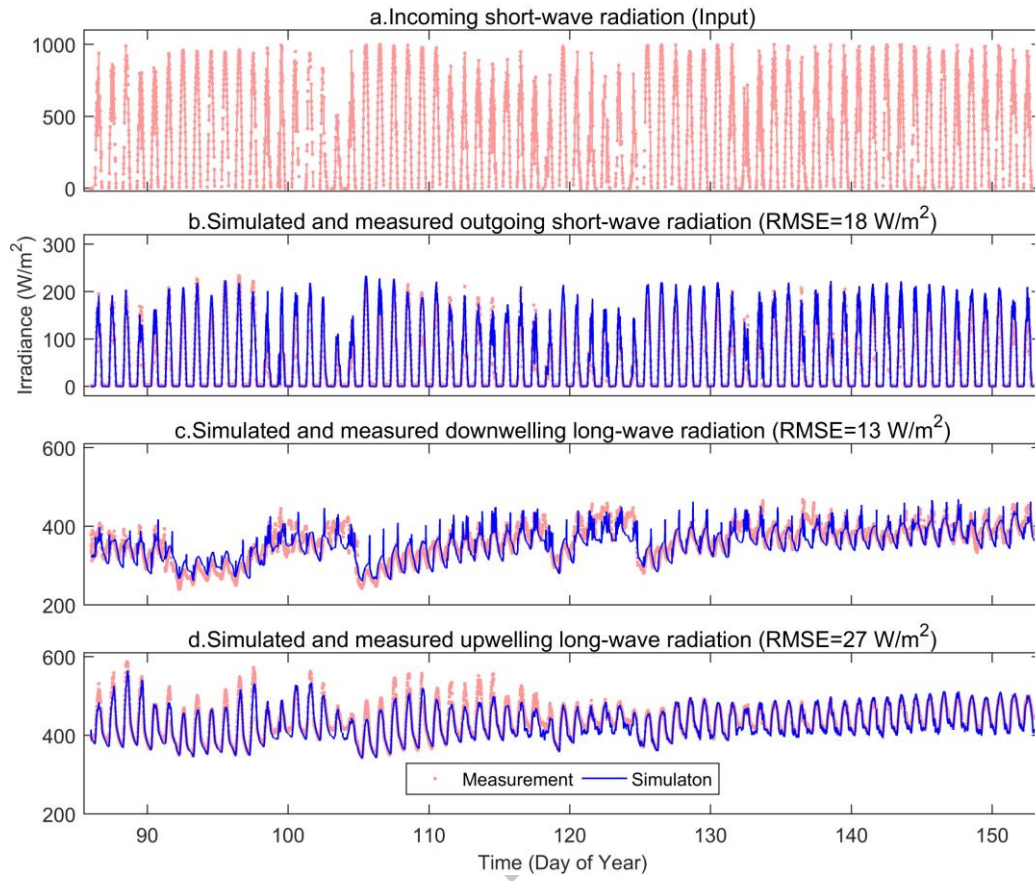 a.Incoming short-wave radiation (Input)
1000
500
0
b.Simulated and measured outgoing short-wave radiation (RMSE=18 W/m²)
300
200
100
0
Irradiance (W/m²)
c.Simulated and measured downwelling long-wave radiation (RMSE=13 W/m²)
600
400
200
d.Simulated and measured upwelling long-wave radiation (RMSE=27 W/m²)
600
400
200
Measurement
Simulaton
90 100 110 120 130 140 150
Time (Day of Year)